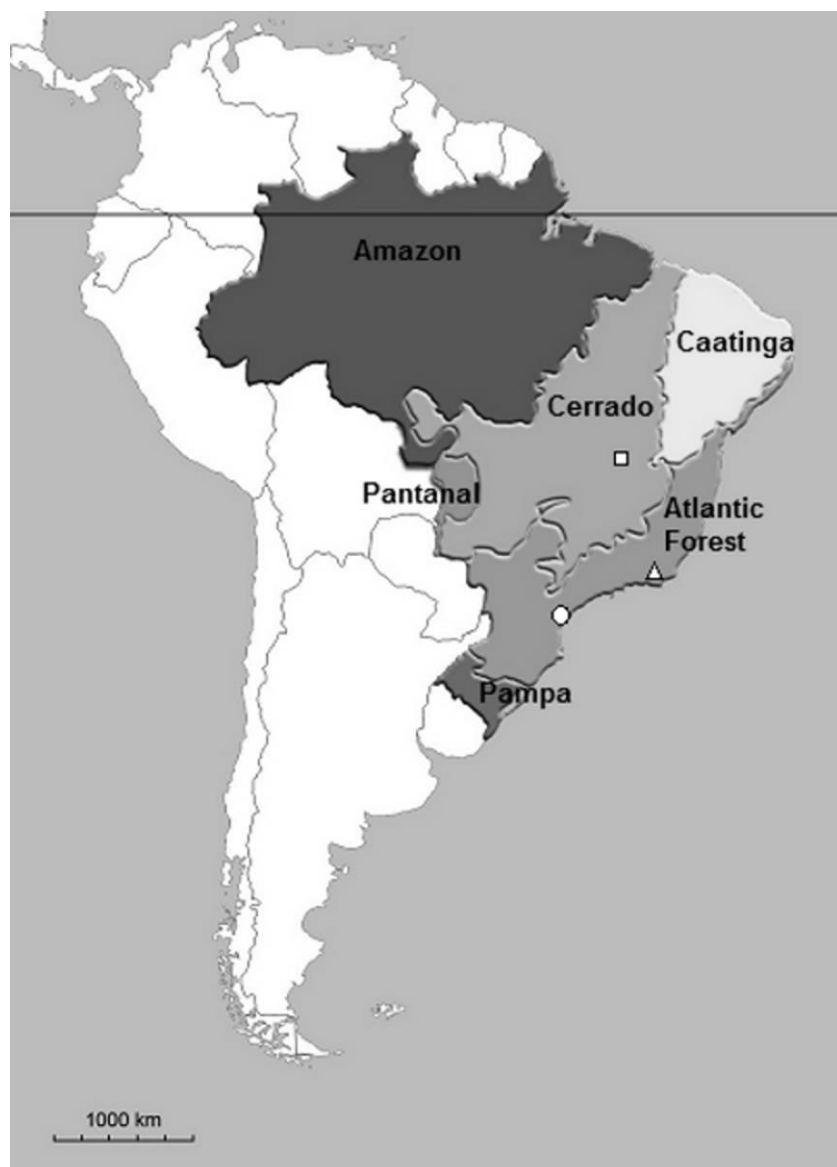 Amazon
Caatinga
Cerrado
Pantanal
Atlantic
Forest
Pampa
1000 km